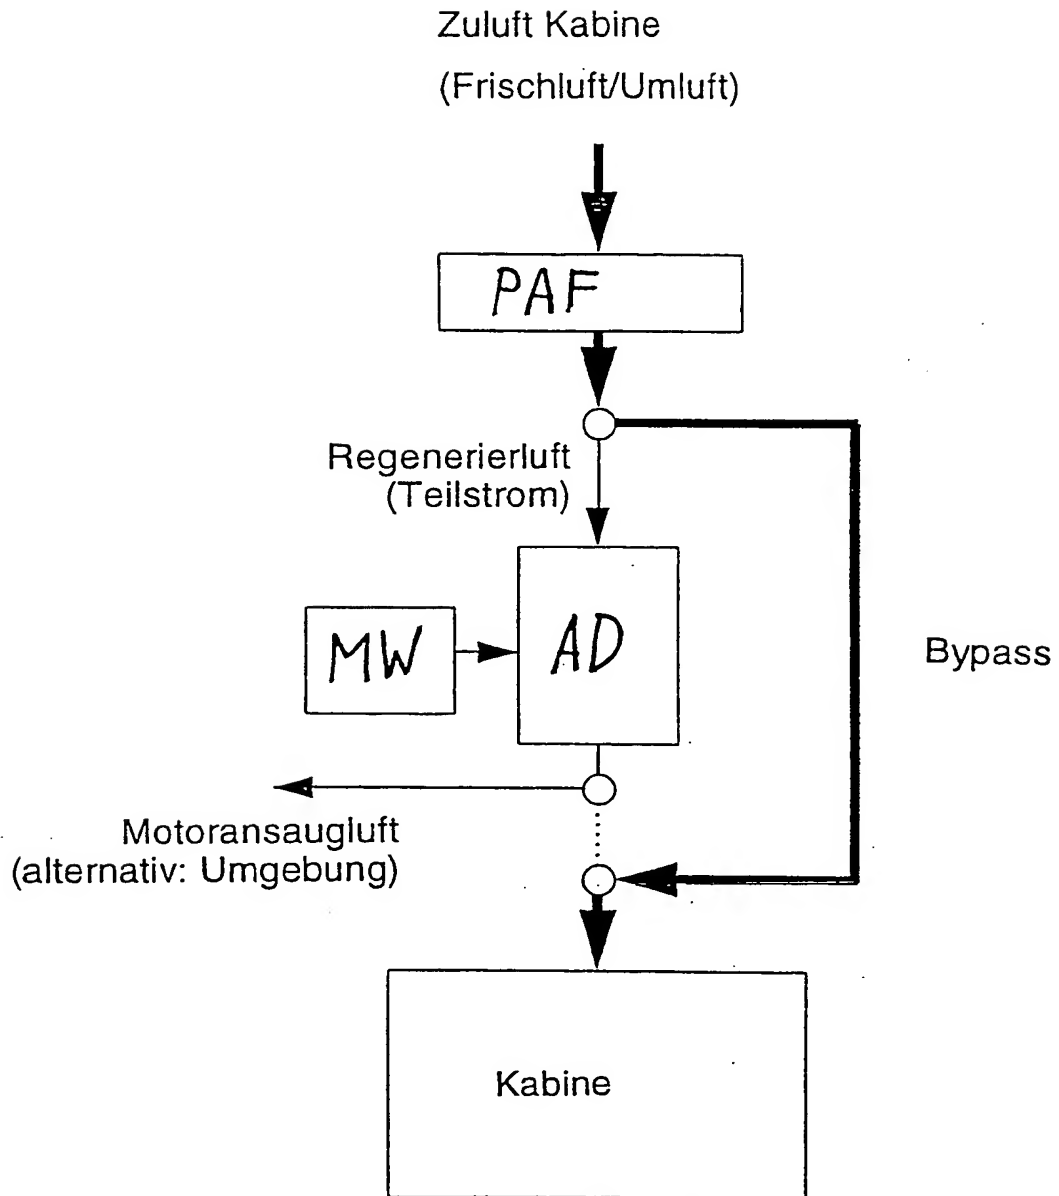 Zuluft Kabine
(Frischluft/Umluft)
PAF
Regenerierluft
(Teilstrom)
MW
AD
Bypass
Motoransaugluft
(alternativ: Umgebung)
Kabine